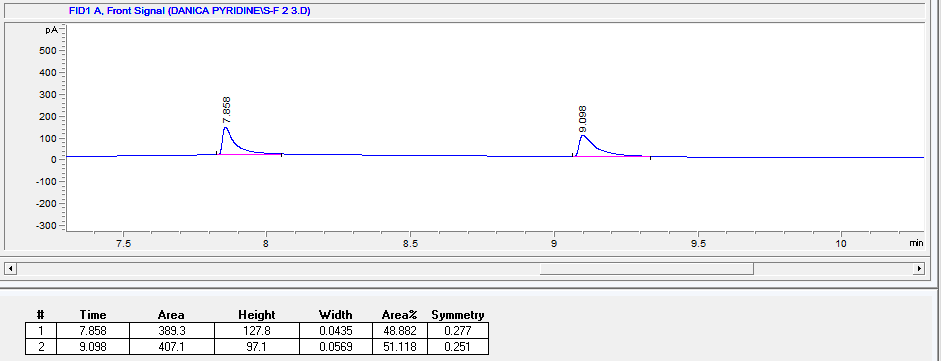 FID1 A, Front Signal (DANICA PYRIDINE\S-F 2 3.D)
pA
500
400
300
200
100
0
-100
-200
-300
7.858
9.098
7.5 8 8.5 9 9.5 10 min
# Time Area Height Width Area% Symmetry
1 7.858 389.3 127.8 0.0435 48.882 0.277
2 9.098 407.1 97.1 0.0569 51.118 0.251